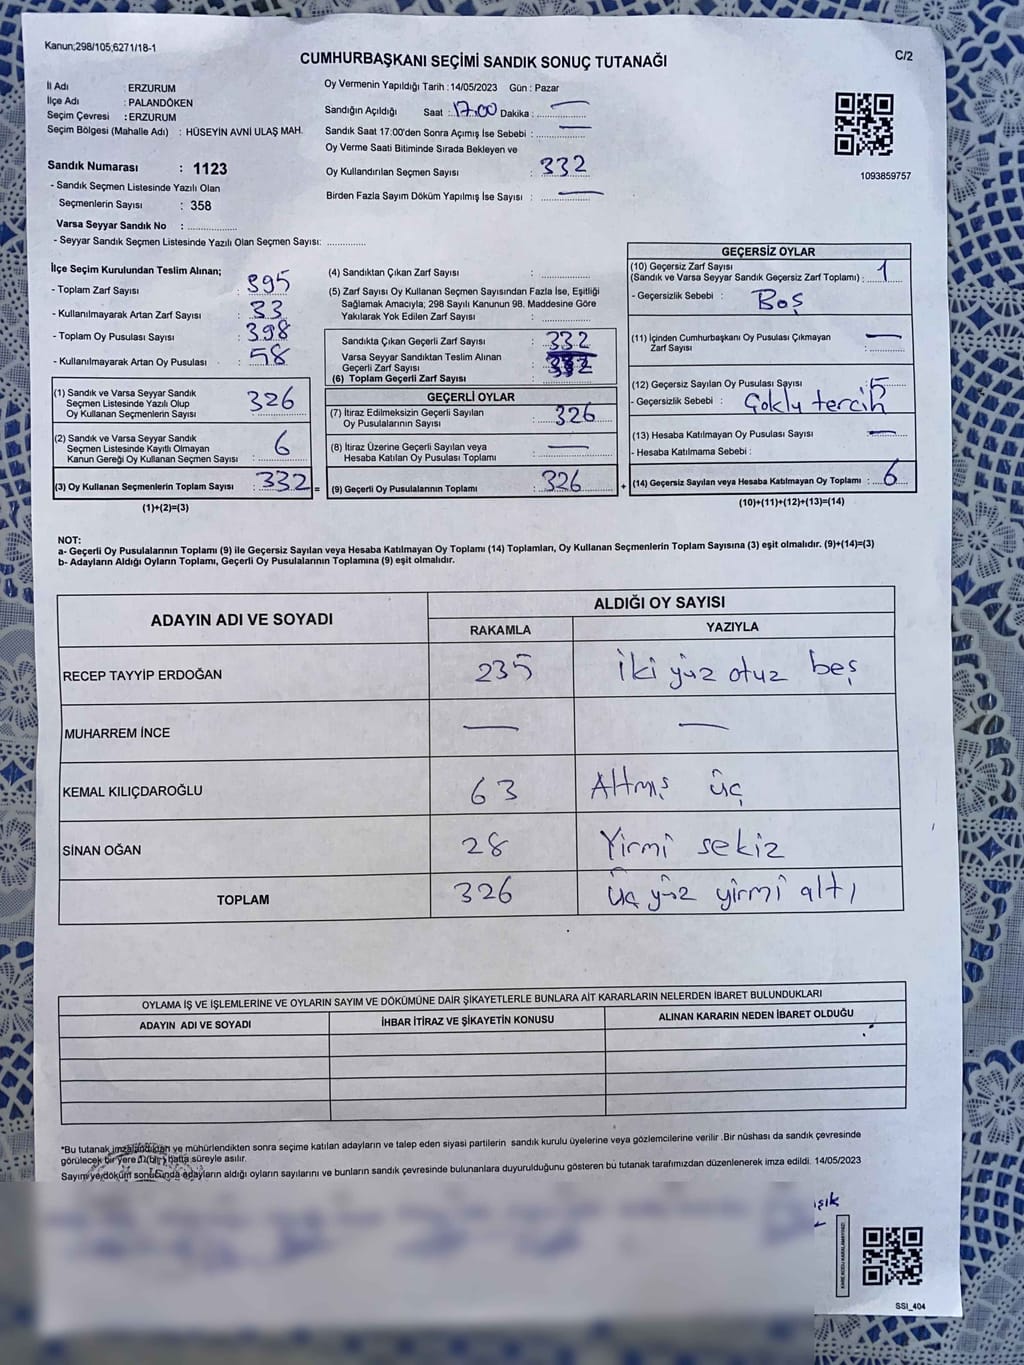 Kanun;298/105;6271/18-1
CUMHURBAŞKANI SEÇİMİ SANDIK SONUÇ TUTANAĞI
C/2
İl Adı : ERZURUM
İlçe Adı : PALANDÖKEN
Seçim Çevresi : ERZURUM
Seçim Bölgesi (Mahalle Adı) : HÜSEYİN AVNİ ULAŞ MAH.
Sandık Numarası : 1123
- Sandık Seçmen Listesinde Yazılı Olan
Seçmenlerin Sayısı : 358
Varsa Seyyar Sandık No : ..................
- Seyyar Sandık Seçmen Listesinde Yazılı Olan Seçmen Sayısı: ..............
Oy Vermenin Yapıldığı Tarih : 14/05/2023 Gün : Pazar
Sandığın Açıldığı Saat : 17.00 Dakika : —
Sandık Saat 17:00'den Sonra Açımış İse Sebebi : —
Oy Verme Saati Bitiminde Sırada Bekleyen ve
Oy Kullandırılan Seçmen Sayısı : 332
Birden Fazla Sayım Döküm Yapılmış İse Sayısı : —
1093859757
İlçe Seçim Kurulundan Teslim Alınan;
- Toplam Zarf Sayısı : 395
- Kullanılmayarak Artan Zarf Sayısı : 33
- Toplam Oy Pusulası Sayısı : 398
- Kullanılmayarak Artan Oy Pusulası : 58
(1) Sandık ve Varsa Seyyar Sandık
Seçmen Listesinde Yazılı Olup
Oy Kullanan Seçmenlerin Sayısı : 326
(2) Sandık ve Varsa Seyyar Sandık
Seçmen Listesinde Kayıtlı Olmayan
Kanun Gereği Oy Kullanan Seçmen Sayısı : 6
(3) Oy Kullanan Seçmenlerin Toplam Sayısı : 332 =
(1)+(2)=(3)
(4) Sandıktan Çıkan Zarf Sayısı : ..............
(5) Zarf Sayısı Oy Kullanan Seçmen Sayısından Fazla İse, Eşitliği
Sağlamak Amacıyla; 298 Sayılı Kanunun 98. Maddesine Göre
Yakılarak Yok Edilen Zarf Sayısı : ..............
Sandıkta Çıkan Geçerli Zarf Sayısı : 332
Varsa Seyyar Sandıktan Teslim Alınan
Geçerli Zarf Sayısı
(6) Toplam Geçerli Zarf Sayısı : 332
GEÇERLİ OYLAR
(7) İtiraz Edilmeksizin Geçerli Sayılan
Oy Pusulalarının Sayısı : 326
(8) İtiraz Üzerine Geçerli Sayılan veya
Hesaba Katılan Oy Pusulası Toplamı : —
(9) Geçerli Oy Pusulalarının Toplamı : 326 +
GEÇERSİZ OYLAR
(10) Geçersiz Zarf Sayısı
(Sandık ve Varsa Seyyar Sandık Geçersiz Zarf Toplamı) : 1
- Geçersizlik Sebebi : Boş
(11) İçinden Cumhurbaşkanı Oy Pusulası Çıkmayan
Zarf Sayısı : —
(12) Geçersiz Sayılan Oy Pusulası Sayısı : 5
- Geçersizlik Sebebi : Çoklu tercih
(13) Hesaba Katılmayan Oy Pusulası Sayısı : —
- Hesaba Katılmama Sebebi :
(14) Geçersiz Sayılan veya Hesaba Katılmayan Oy Toplamı : 6
(10)+(11)+(12)+(13)=(14)
NOT:
a- Geçerli Oy Pusulalarının Toplamı (9) ile Geçersiz Sayılan veya Hesaba Katılmayan Oy Toplamı (14) Toplamları, Oy Kullanan Seçmenlerin Toplam Sayısına (3) eşit olmalıdır. (9)+(14)=(3)
b- Adayların Aldığı Oyların Toplamı, Geçerli Oy Pusulalarının Toplamına (9) eşit olmalıdır.
ADAYIN ADI VE SOYADI
ALDIĞI OY SAYISI
RAKAMLA YAZIYLA
RECEP TAYYİP ERDOĞAN 235 iki yüz otuz beş
MUHARREM İNCE — —
KEMAL KILIÇDAROĞLU 63 Altmış üç
SİNAN OĞAN 28 Yirmi sekiz
TOPLAM 326 üç yüz yirmi altı
OYLAMA İŞ VE İŞLEMLERİNE VE OYLARIN SAYIM VE DÖKÜMÜNE DAİR ŞİKAYETLERLE BUNLARA AİT KARARLARIN NELERDEN İBARET BULUNDUKLARI
ADAYIN ADI VE SOYADI İHBAR İTİRAZ VE ŞİKAYETİN KONUSU ALINAN KARARIN NEDEN İBARET OLDUĞU
*Bu tutanak imzalandıktan ve mühürlendikten sonra seçime katılan adayların ve talep eden siyasi partilerin sandık kurulu üyelerine veya gözlemcilerine verilir .Bir nüshası da sandık çevresinde
görülecek bir yere 1 (bir) hafta süreyle asılır.
Sayım ve döküm sonucunda adayların aldığı oyların sayılarını ve bunların sandık çevresinde bulunanlara duyurulduğunu gösteren bu tutanak tarafımızdan düzenlenerek imza edildi. 14/05/2023
KARE KODU KARALAMAYINIZ!
SSI_404